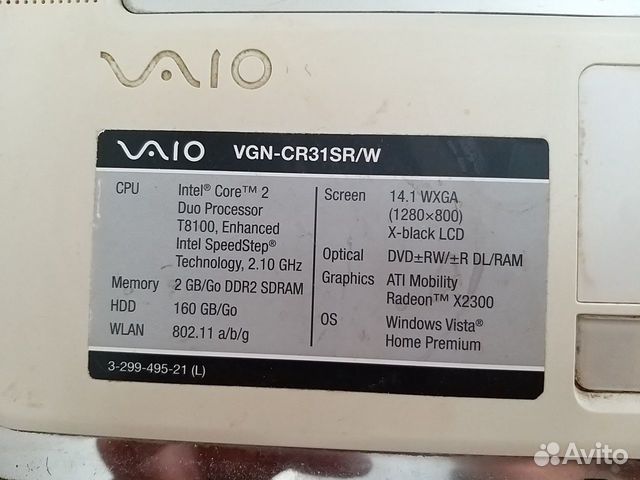 VAIO
VAIO VGN-CR31SR/W
CPU Intel® Core™ 2
Duo Processor
T8100, Enhanced
Intel SpeedStep®
Technology, 2.10 GHz
Memory 2 GB/Go DDR2 SDRAM
HDD 160 GB/Go
WLAN 802.11 a/b/g
Screen 14.1 WXGA
(1280×800)
X-black LCD
Optical DVD±RW/±R DL/RAM
Graphics ATI Mobility
Radeon™ X2300
OS Windows Vista®
Home Premium
3-299-495-21 (L)
Avito